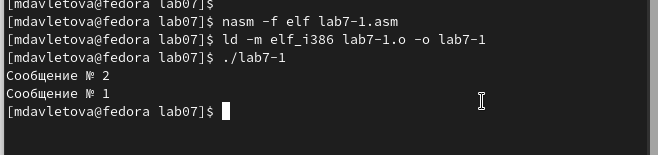 [mdavletova@fedora lab07]$
[mdavletova@fedora lab07]$ nasm -f elf lab7-1.asm
[mdavletova@fedora lab07]$ ld -m elf_i386 lab7-1.o -o lab7-1
[mdavletova@fedora lab07]$ ./lab7-1
Сообщение № 2
Сообщение № 1
[mdavletova@fedora lab07]$